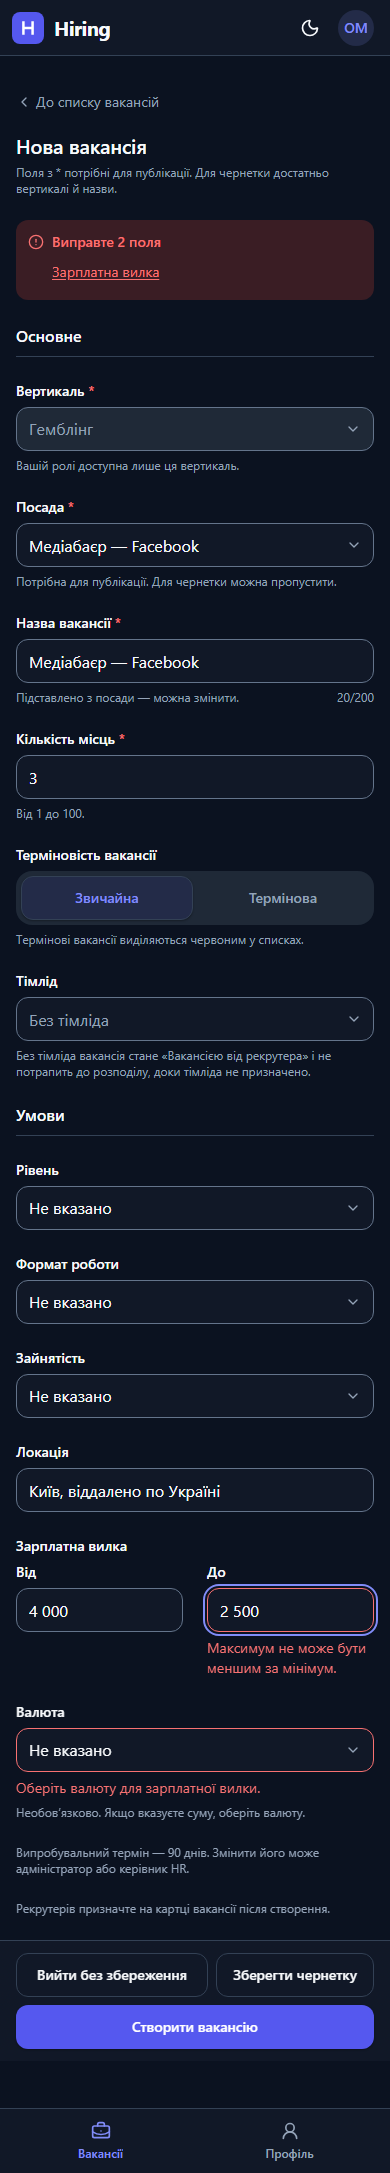 H Hiring OM
До списку вакансій
Нова вакансія
Поля з * потрібні для публікації. Для чернетки достатньо
вертикалі й назви.
Виправте 2 поля
Зарплатна вилка
Основне
Вертикаль *
Гемблінг
Вашій ролі доступна лише ця вертикаль.
Посада *
Медіабаєр — Facebook
Потрібна для публікації. Для чернетки можна пропустити.
Назва вакансії *
Медіабаєр — Facebook
Підставлено з посади — можна змінити. 20/200
Кількість місць *
3
Від 1 до 100.
Терміновість вакансії
Звичайна Термінова
Термінові вакансії виділяються червоним у списках.
Тімлід
Без тімліда
Без тімліда вакансія стане «Вакансією від рекрутера» і не
потрапить до розподілу, доки тімліда не призначено.
Умови
Рівень
Не вказано
Формат роботи
Не вказано
Зайнятість
Не вказано
Локація
Київ, віддалено по Україні
Зарплатна вилка
Від До
4 000 2 500
Максимум не може бути
меншим за мінімум.
Валюта
Не вказано
Оберіть валюту для зарплатної вилки.
Необов'язково. Якщо вказуєте суму, оберіть валюту.
Випробувальний термін — 90 днів. Змінити його може
адміністратор або керівник HR.
Рекрутерів призначте на картці вакансії після створення.
Вийти без збереження Зберегти чернетку
Створити вакансію
Вакансії Профіль